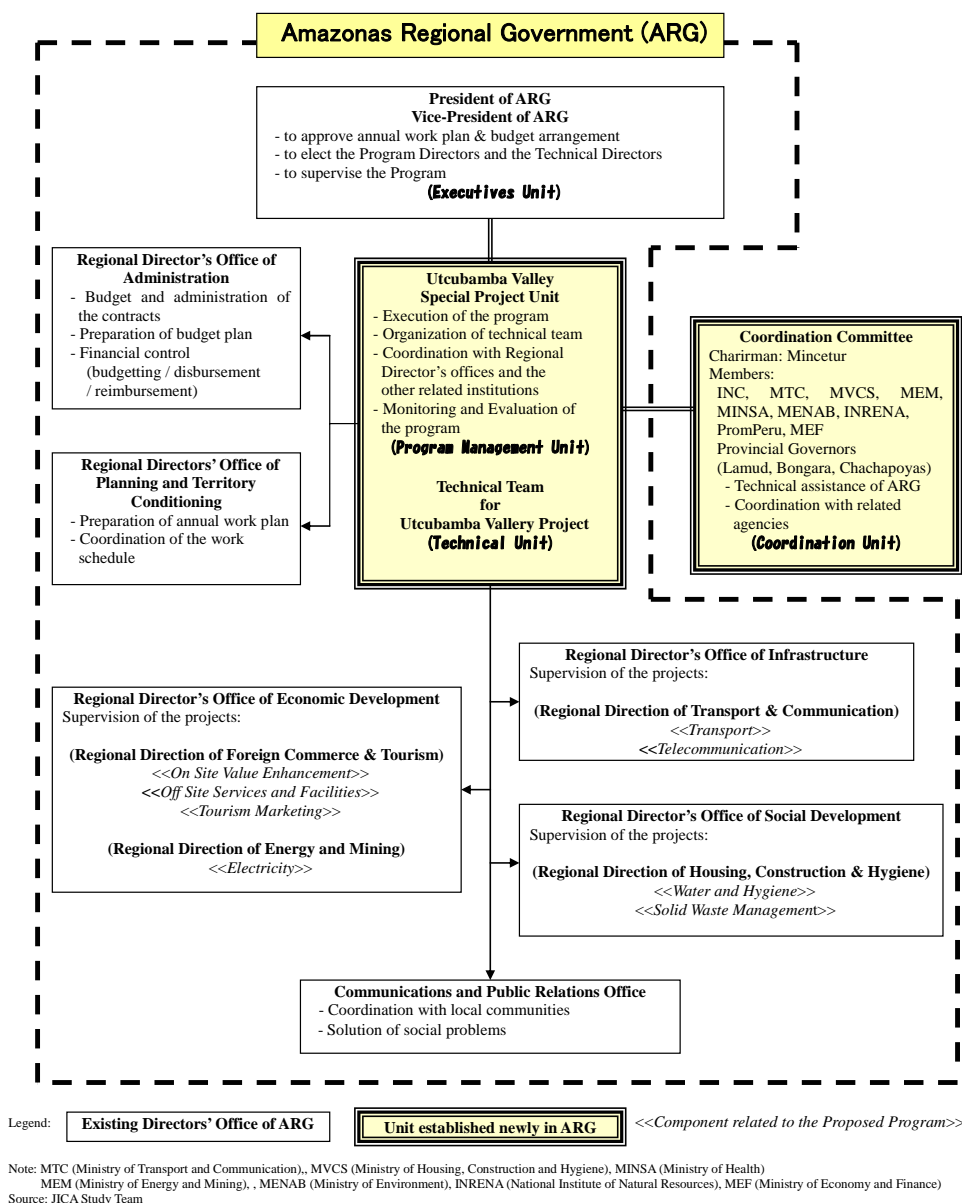 Amazonas Regional Government (ARG)
President of ARG
Vice-President of ARG
- to approve annual work plan & budget arrangement
- to elect the Program Directors and the Technical Directors
- to supervise the Program
(Executives Unit)
Regional Director's Office of
Administration
- Budget and administration of
the contracts
- Preparation of budget plan
- Financial control
(budgetting / disbursement
/ reimbursement)
Regional Directors' Office of
Planning and Territory
Conditioning
- Preparation of annual work plan
- Coordination of the work
schedule
Utcubamba Valley
Special Project Unit
- Execution of the program
- Organization of technical team
- Coordination with Regional
Director's offices and the
other related institutions
- Monitoring and Evaluation of
the program
(Program Management Unit)
Technical Team
for
Utcubamba Vallery Project
(Technical Unit)
Coordination Committee
Charirman: Mincetur
Members:
INC, MTC, MVCS, MEM,
MINSA, MENAB, INRENA,
PromPeru, MEF
Provincial Governors
(Lamud, Bongara, Chachapoyas)
- Technical assistance of ARG
- Coordination with related
agencies
(Coordination Unit)
Regional Director's Office of Economic Development
Supervision of the projects:
(Regional Direction of Foreign Commerce & Tourism)
<<On Site Value Enhancement>>
<<Off Site Services and Facilities>>
<<Tourism Marketing>>
(Regional Direction of Energy and Mining)
<<Electricity>>
Regional Director's Office of Infrastructure
Supervision of the projects:
(Regional Direction of Transport & Communication)
<<Transport>>
<<Telecommunication>>
Regional Director's Office of Social Development
Supervision of the projects:
(Regional Direction of Housing, Construction & Hygiene)
<<Water and Hygiene>>
<<Solid Waste Management>>
Communications and Public Relations Office
- Coordination with local communities
- Solution of social problems
Legend: Existing Directors' Office of ARG Unit established newly in ARG <<Component related to the Proposed Program>>
Note: MTC (Ministry of Transport and Communication),, MVCS (Ministry of Housing, Construction and Hygiene), MINSA (Ministry of Health)
MEM (Ministry of Energy and Mining), , MENAB (Ministry of Environment), INRENA (National Institute of Natural Resources), MEF (Ministry of Economy and Finance)
Source: JICA Study Team